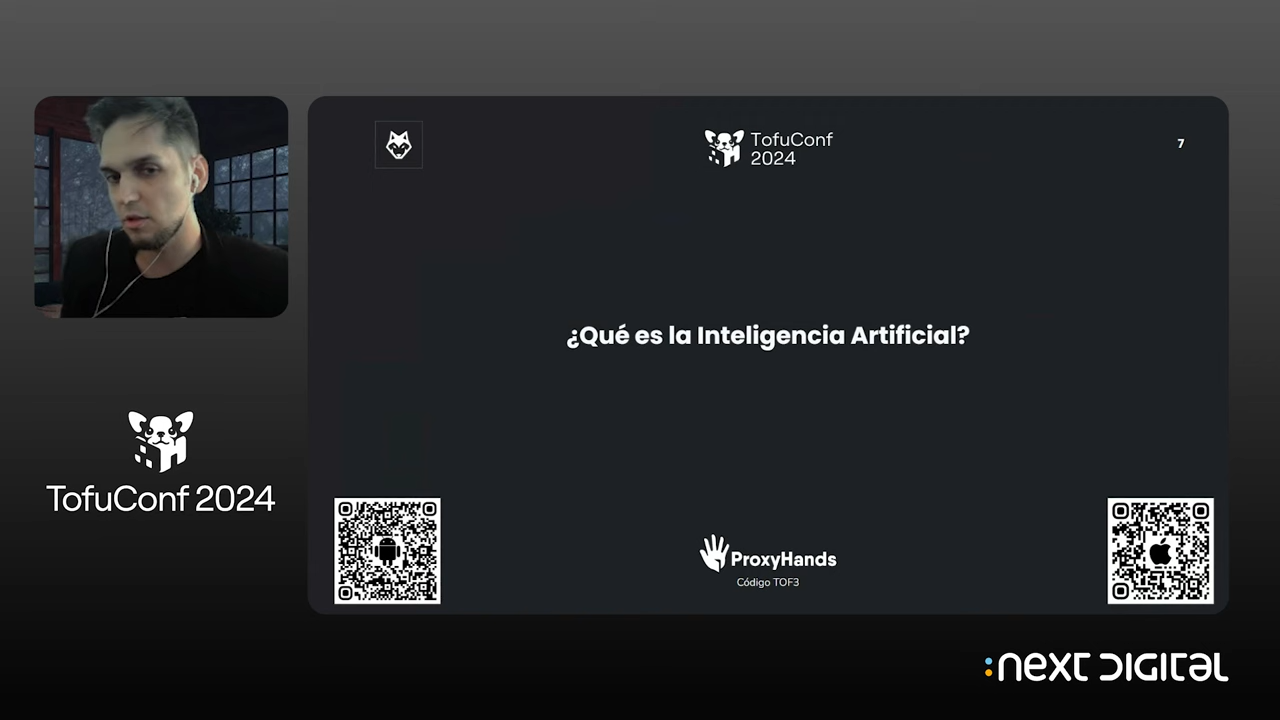 TofuConf
2024
7
¿Qué es la Inteligencia Artificial?
TofuConf 2024
ProxyHands
Código TOF3
:next DIGITAL